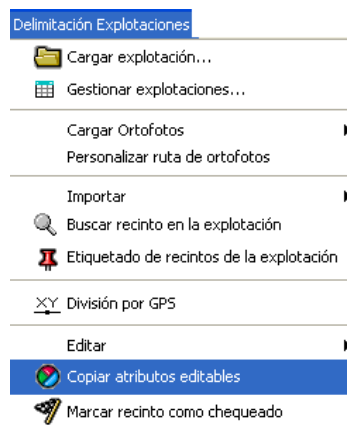 Delimitación Explotaciones
Cargar explotación...
Gestionar explotaciones...
Cargar Ortofotos
Personalizar ruta de ortofotos
Importar
Buscar recinto en la explotación
Etiquetado de recintos de la explotación
XY División por GPS
Editar
Copiar atributos editables
Marcar recinto como chequeado